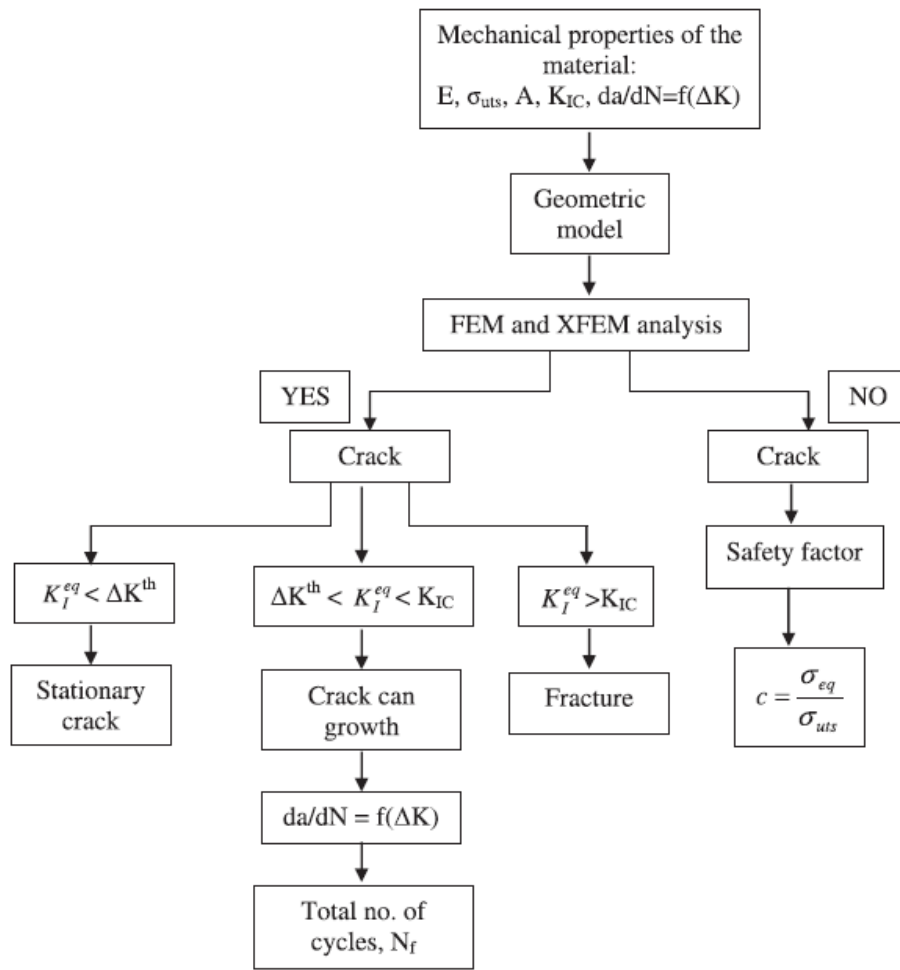 Mechanical properties of the
material:
E, σuts, A, KIC, da/dN=f(ΔK)
Geometric
model
FEM and XFEM analysis
YES
NO
Crack
Crack
Safety factor
K_I^eq < ΔK^th
ΔK^th < K_I^eq < KIC
K_I^eq >KIC
c = σeq / σuts
Stationary
crack
Crack can
growth
Fracture
da/dN = f(ΔK)
Total no. of
cycles, Nf